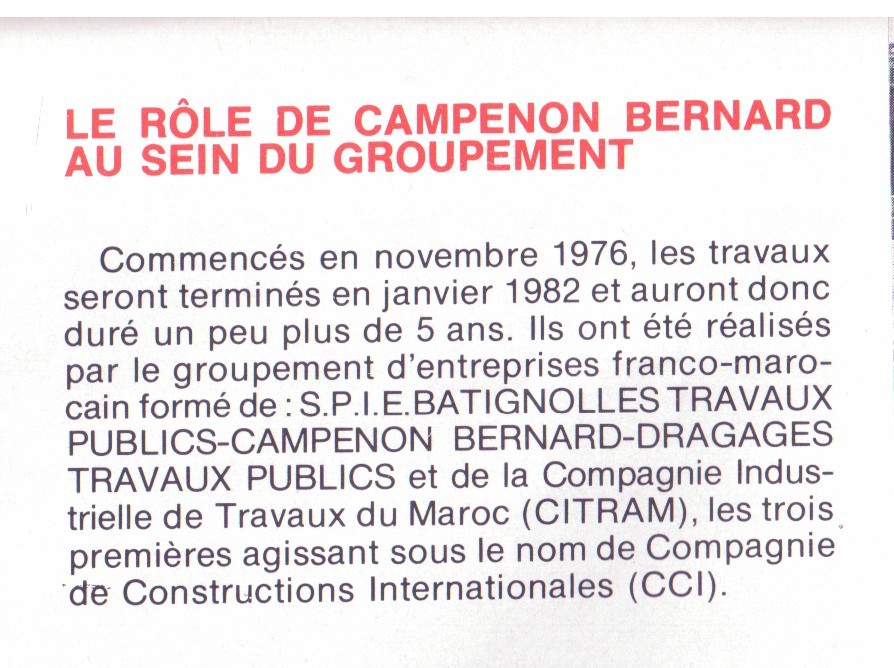 LE RÔLE DE CAMPENON BERNARD
AU SEIN DU GROUPEMENT
Commencés en novembre 1976, les travaux
seront terminés en janvier 1982 et auront donc
duré un peu plus de 5 ans. Ils ont été réalisés
par le groupement d'entreprises franco-maro-
cain formé de : S.P.I.E.BATIGNOLLES TRAVAUX
PUBLICS-CAMPENON BERNARD-DRAGAGES
TRAVAUX PUBLICS et de la Compagnie Indus-
trielle de Travaux du Maroc (CITRAM), les trois
premières agissant sous le nom de Compagnie
de Constructions Internationales (CCI).